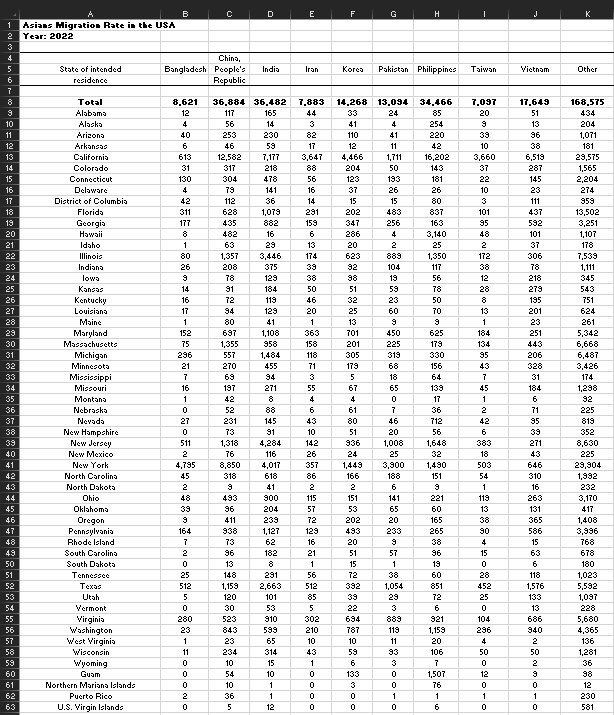 A B C D E F G H I J K
1 Asians Migration Rate in the USA
2 Year: 2022
3
4 China,
5 State of intended Bangladesh People's India Iran Korea Pakistan Philippines Taiwan Vietnam Other
6 residence Republic
7
8 Total 8,621 36,884 36,482 7,883 14,268 13,094 34,466 7,097 17,649 168,575
9 Alabama 12 117 165 44 33 24 85 20 51 434
10 Alaska 4 56 14 3 41 4 254 9 13 204
11 Arizona 40 253 230 82 110 41 220 39 96 1,071
12 Arkansas 6 46 59 17 12 11 42 10 38 181
13 California 613 12,582 7,177 3,647 4,466 1,711 16,202 3,660 6,519 29,575
14 Colorado 31 317 218 88 204 50 143 37 287 1,565
15 Connecticut 130 304 478 56 123 193 181 22 145 2,204
16 Delaware 4 79 141 16 37 26 26 10 23 274
17 District of Columbia 42 112 36 14 15 15 80 3 111 959
18 Florida 311 628 1,079 291 202 483 837 101 437 13,502
19 Georgia 177 435 882 159 347 256 163 95 592 3,251
20 Hawaii 8 482 16 6 286 4 3,140 48 101 1,107
21 Idaho 1 63 29 13 20 2 25 2 37 178
22 Illinois 80 1,357 3,446 174 623 889 1,350 172 306 7,539
23 Indiana 26 208 375 39 92 104 117 38 78 1,111
24 Iowa 9 78 129 38 98 19 56 12 218 345
25 Kansas 14 91 184 50 51 59 78 28 279 543
26 Kentucky 16 72 119 46 32 23 50 8 195 751
27 Louisiana 17 94 129 20 25 60 70 13 201 624
28 Maine 1 80 41 1 13 9 9 1 23 261
29 Maryland 152 697 1,108 363 701 450 625 184 251 5,342
30 Massachusetts 75 1,355 958 158 201 225 179 134 443 6,668
31 Michigan 296 557 1,484 118 305 319 330 95 206 6,487
32 Minnesota 21 270 455 71 179 68 156 43 328 3,426
33 Mississippi 7 69 94 3 5 18 64 7 31 174
34 Missouri 16 197 271 55 67 65 139 45 184 1,298
35 Montana 1 42 8 4 4 0 17 1 6 92
36 Nebraska 0 52 88 6 61 7 36 2 71 225
37 Nevada 27 231 145 43 80 46 712 42 95 819
38 New Hampshire 0 73 91 10 51 20 56 6 39 352
39 New Jersey 511 1,318 4,284 142 936 1,008 1,648 383 271 8,630
40 New Mexico 2 76 116 26 24 25 32 18 43 225
41 New York 4,795 8,850 4,017 357 1,449 3,900 1,490 503 646 29,904
42 North Carolina 45 318 618 86 166 188 151 54 310 1,992
43 North Dakota 2 9 41 2 2 6 9 1 16 232
44 Ohio 48 493 900 115 151 141 221 119 263 3,170
45 Oklahoma 39 96 204 57 53 65 60 13 131 417
46 Oregon 9 411 239 72 202 20 165 38 365 1,408
47 Pennsylvania 164 938 1,127 129 493 233 265 90 586 3,996
48 Rhode Island 7 73 62 16 20 9 38 4 15 768
49 South Carolina 2 96 182 21 51 57 96 15 63 678
50 South Dakota 0 13 8 1 15 1 19 0 6 180
51 Tennessee 25 148 291 56 72 38 60 28 118 1,023
52 Texas 512 1,159 2,663 512 392 1,054 851 452 1,576 5,592
53 Utah 5 120 101 85 39 29 72 25 133 1,097
54 Vermont 0 30 53 5 22 3 6 0 13 228
55 Virginia 280 523 910 302 694 889 921 104 686 5,680
56 Washington 23 843 599 210 787 119 1,159 296 940 4,365
57 West Virginia 1 23 65 10 10 11 20 4 2 136
58 Wisconsin 11 234 314 43 59 93 106 50 50 1,281
59 Wyoming 0 10 15 1 6 3 7 0 2 36
60 Guam 0 54 10 0 133 0 1,507 12 9 98
61 Northern Mariana Islands 0 10 1 0 3 0 76 0 0 12
62 Puerto Rico 2 36 1 0 0 1 1 1 1 230
63 U.S. Virgin Islands 0 5 12 0 0 0 6 0 0 581